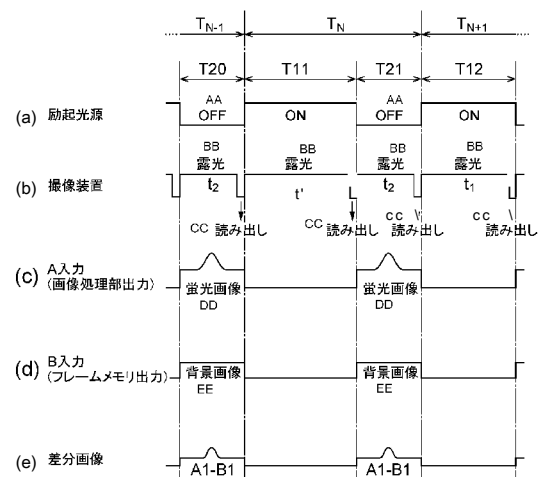 T_{N-1} T_N T_{N+1}
T20 T11 T21 T12
(a) 励起光源
AA
OFF
ON
AA
OFF
(b) 撮像装置
BB
露光
t_2
BB
露光
t'
BB
露光
t_2
BB
露光
t_1
CC 読み出し
CC 読み出し
CC 読み出し
CC 読み出し
(c) A入力
(画像処理部出力)
蛍光画像
DD
蛍光画像
DD
(d) B入力
(フレームメモリ出力)
背景画像
EE
背景画像
EE
(e) 差分画像
A1-B1
A1-B1